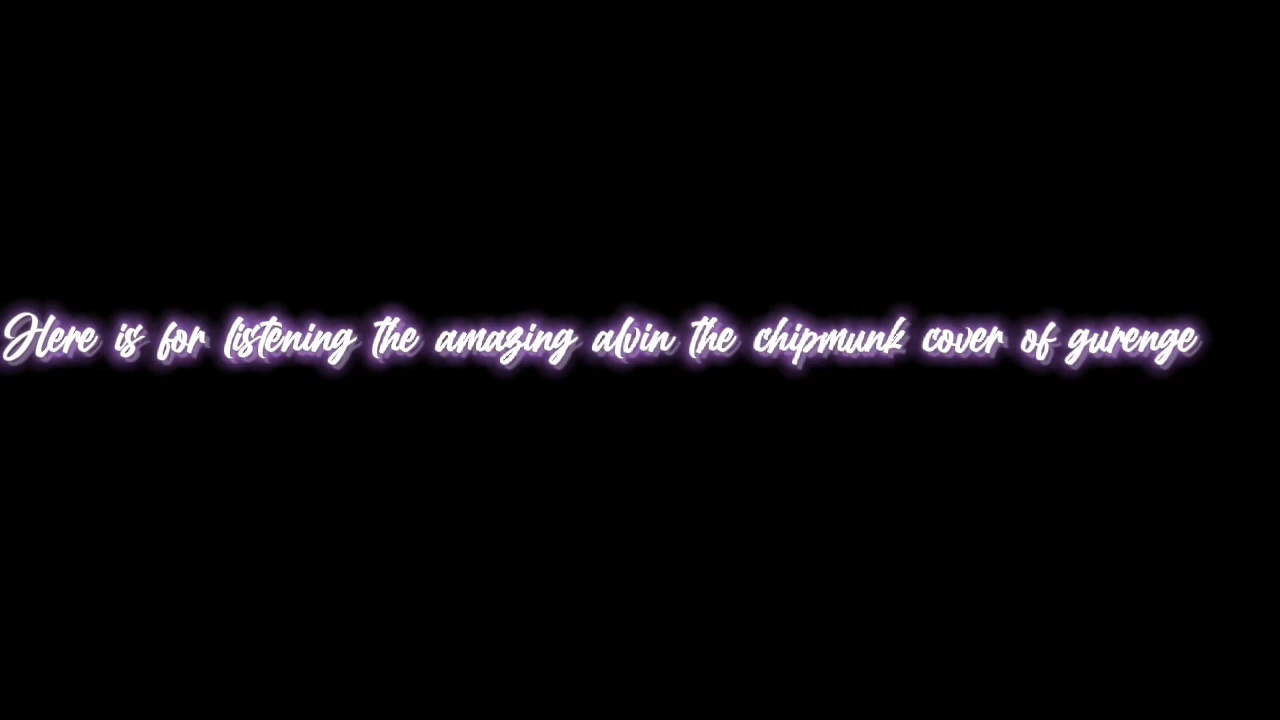 Here is for listening the amazing alvin the chipmunk cover of gurenge